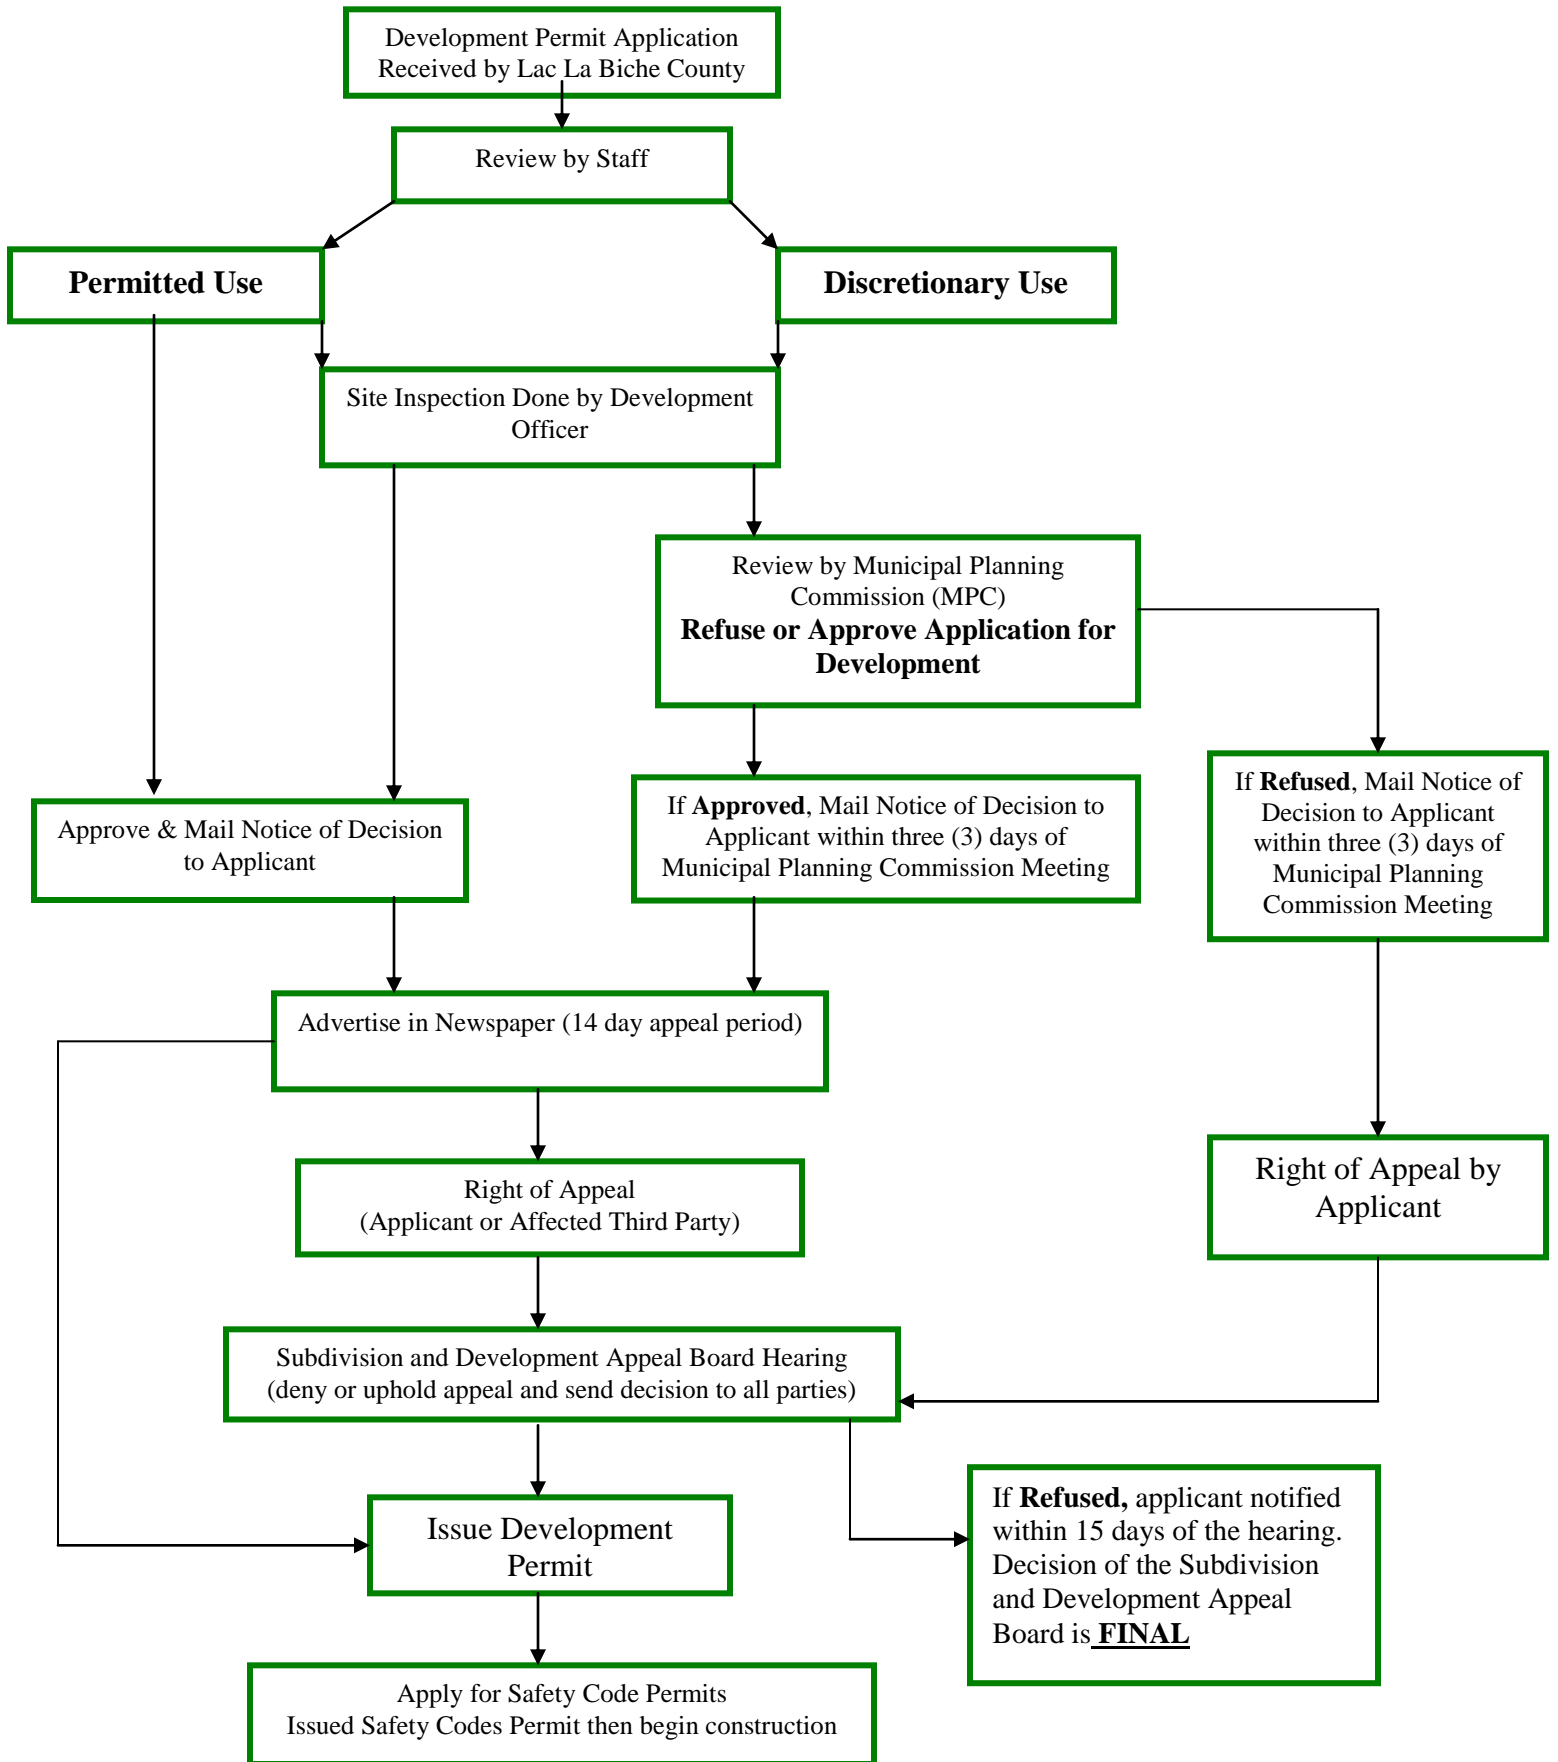 Development Permit Application
Received by Lac La Biche County
Review by Staff
Permitted Use
Discretionary Use
Site Inspection Done by Development
Officer
Review by Municipal Planning
Commission (MPC)
Refuse or Approve Application for
Development
If Approved, Mail Notice of Decision to
Applicant within three (3) days of
Municipal Planning Commission Meeting
If Refused, Mail Notice of
Decision to Applicant
within three (3) days of
Municipal Planning
Commission Meeting
Approve & Mail Notice of Decision
to Applicant
Advertise in Newspaper (14 day appeal period)
Right of Appeal
(Applicant or Affected Third Party)
Right of Appeal by
Applicant
Subdivision and Development Appeal Board Hearing
(deny or uphold appeal and send decision to all parties)
Issue Development
Permit
If Refused, applicant notified
within 15 days of the hearing.
Decision of the Subdivision
and Development Appeal
Board is FINAL
Apply for Safety Code Permits
Issued Safety Codes Permit then begin construction